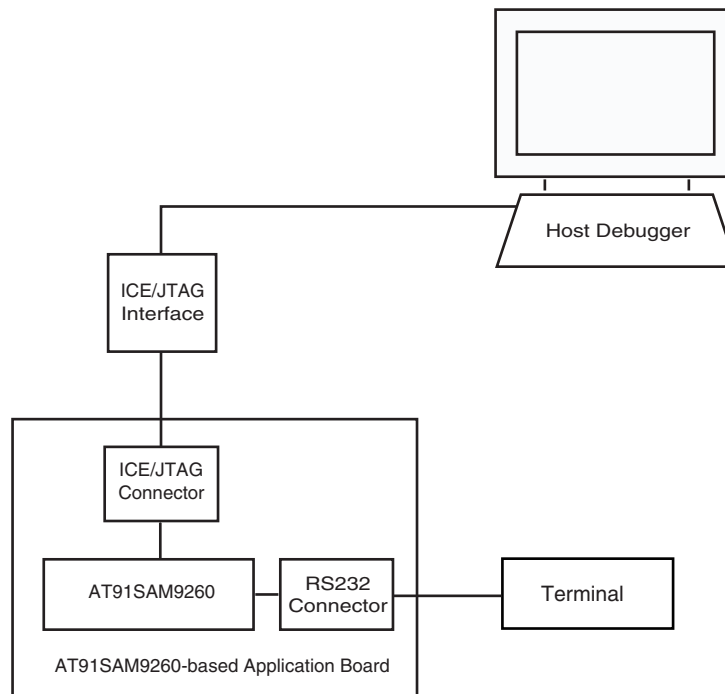 Host Debugger
ICE/JTAG
Interface
ICE/JTAG
Connector
AT91SAM9260
RS232
Connector
Terminal
AT91SAM9260-based Application Board